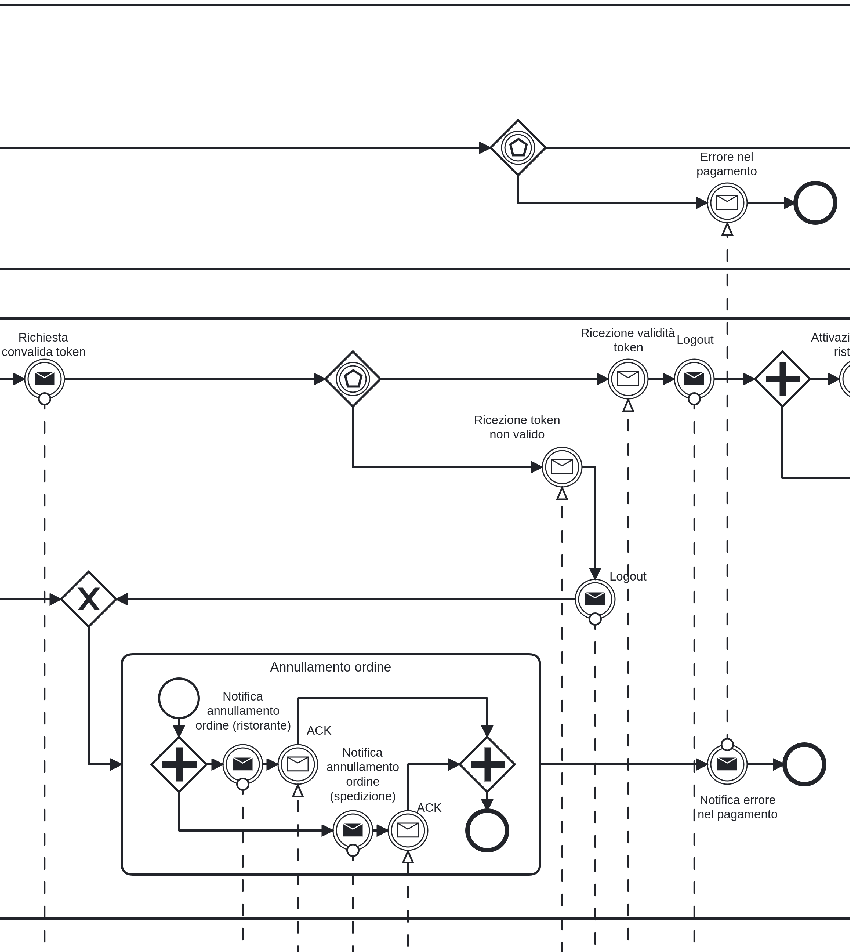 Errore nel
pagamento
Richiesta
convalida token
Ricezione validità
token
Logout
Attivazi
rist
Ricezione token
non valido
Logout
X
Annullamento ordine
Notifica
annullamento
ordine (ristorante)
ACK
Notifica
annullamento
ordine
(spedizione)
ACK
Notifica errore
nel pagamento